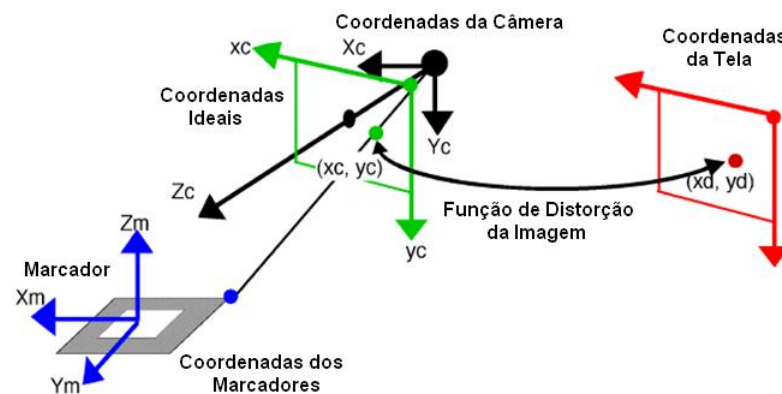 Coordenadas da Câmera
Coordenadas
da Tela
xc
Xc
Coordenadas
Ideais
Yc
(xc, yc)
(xd, yd)
Zc
Função de Distorção
da Imagem
yc
Zm
Marcador
Xm
Ym
Coordenadas dos
Marcadores